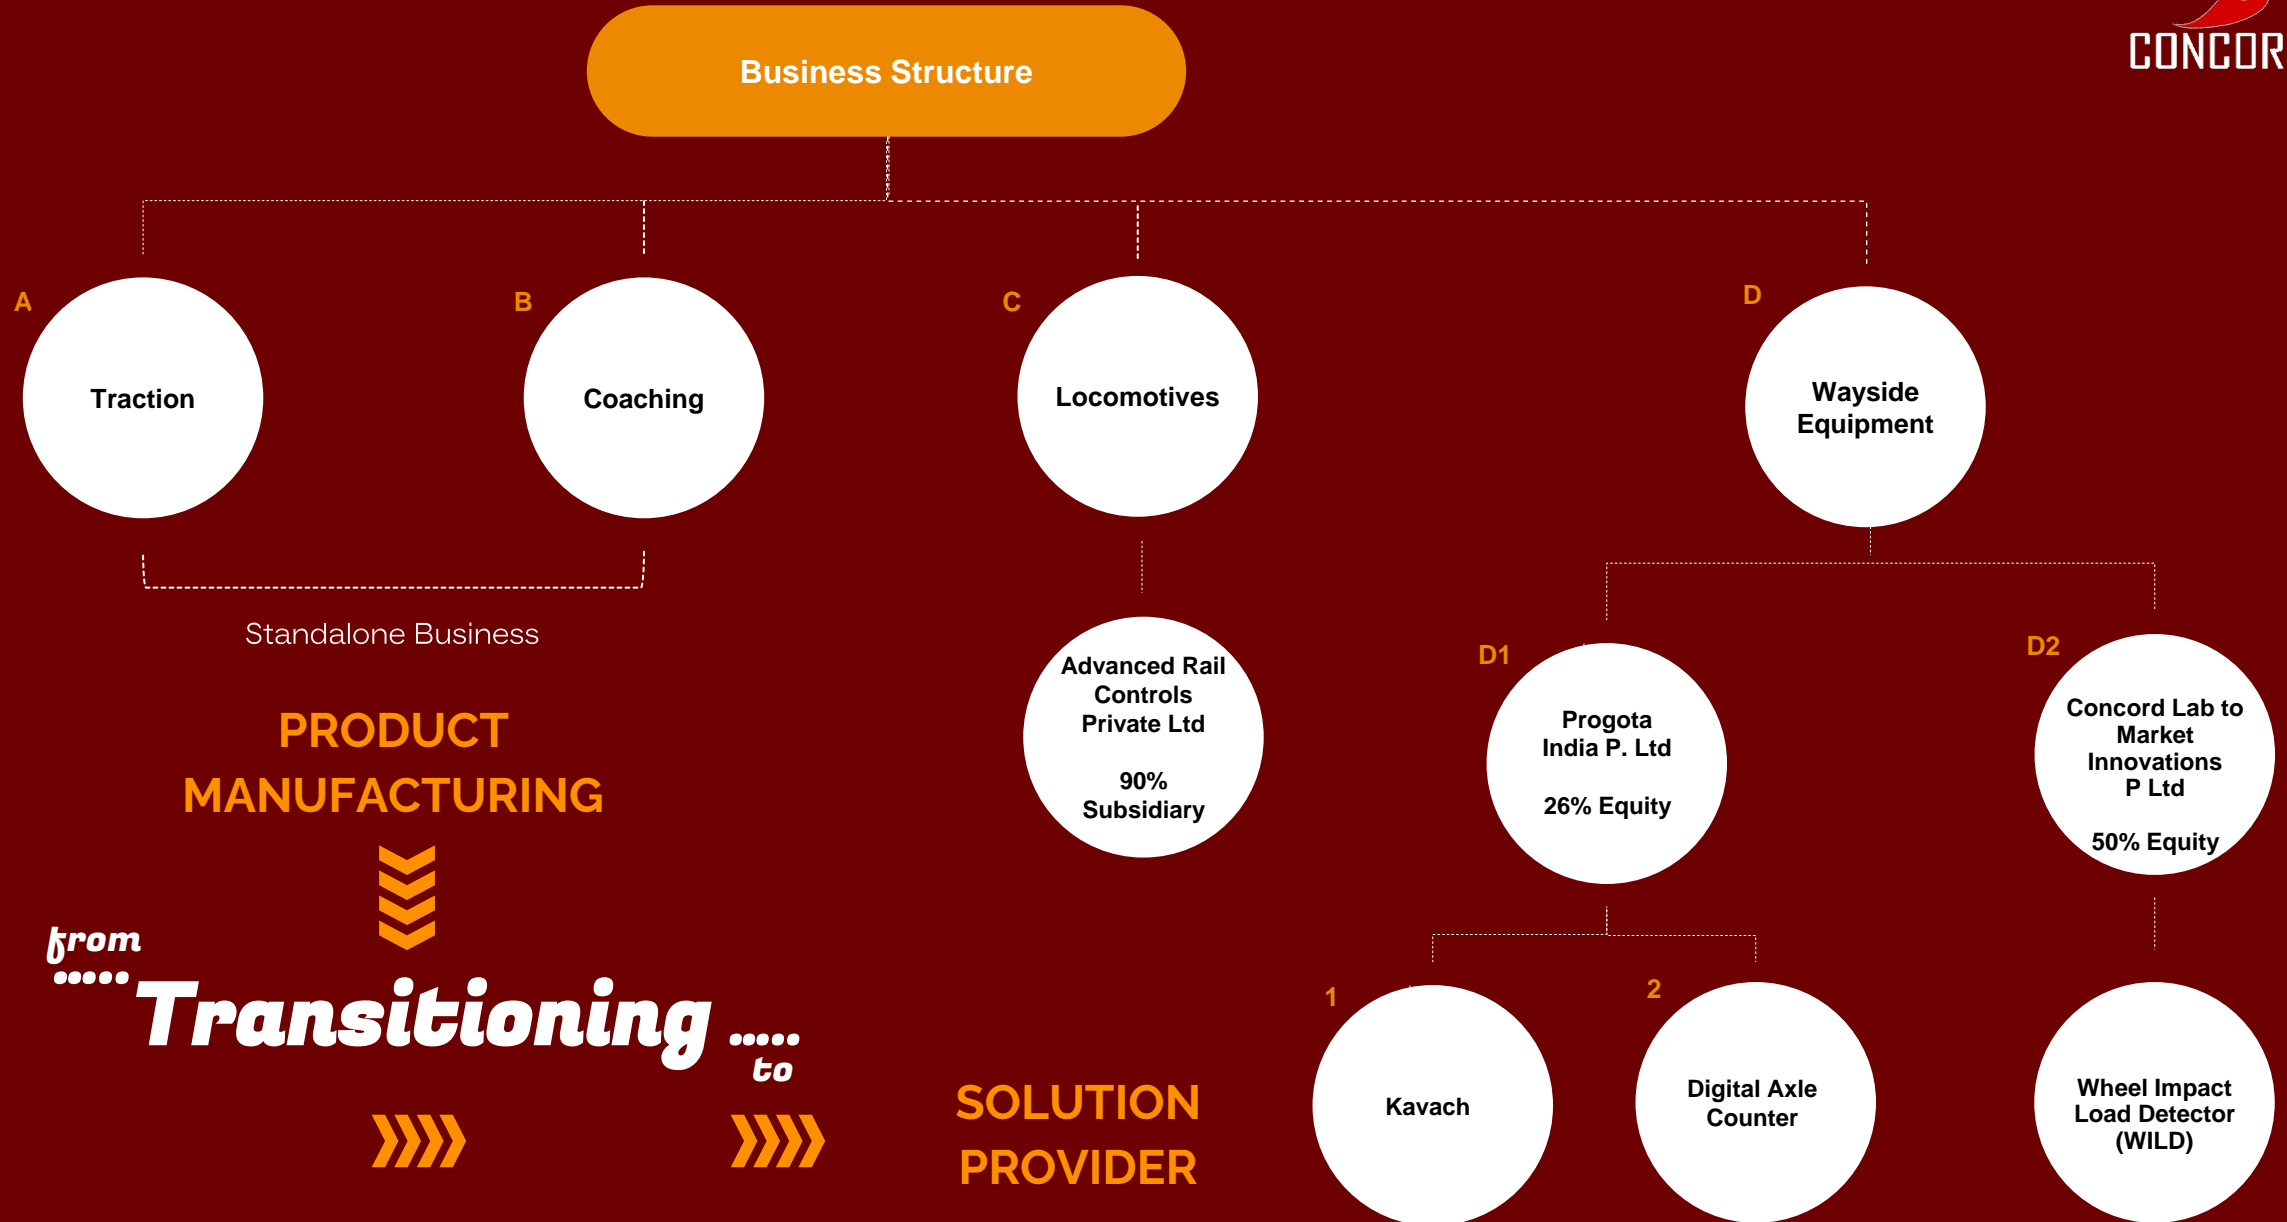 CONCOR
Business Structure
A
Traction
B
Coaching
C
Locomotives
D
Wayside
Equipment
Standalone Business
PRODUCT
MANUFACTURING
from
.....
Transitioning .....
to
SOLUTION
PROVIDER
Advanced Rail
Controls
Private Ltd
90%
Subsidiary
D1
Progota
India P. Ltd
26% Equity
D2
Concord Lab to
Market
Innovations
P Ltd
50% Equity
1
Kavach
2
Digital Axle
Counter
Wheel Impact
Load Detector
(WILD)